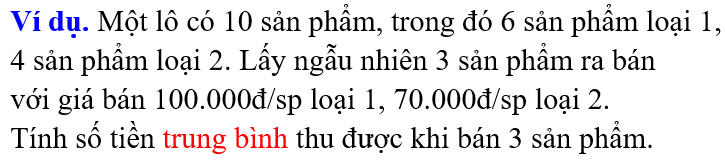 Ví dụ. Một lô có 10 sản phẩm, trong đó 6 sản phẩm loại 1,
4 sản phẩm loại 2. Lấy ngẫu nhiên 3 sản phẩm ra bán
với giá bán 100.000đ/sp loại 1, 70.000đ/sp loại 2.
Tính số tiền trung bình thu được khi bán 3 sản phẩm.